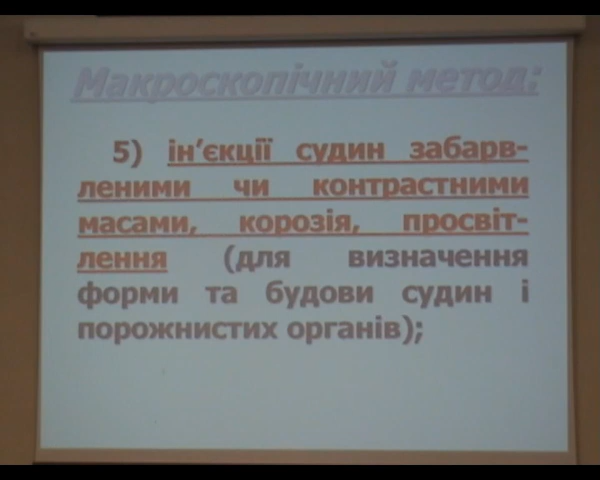 Макроскопічний метод:
5) ін’єкції судин забарв-
леними чи контрастними
масами, корозія, просвіт-
лення (для визначення
форми та будови судин і
порожнистих органів);